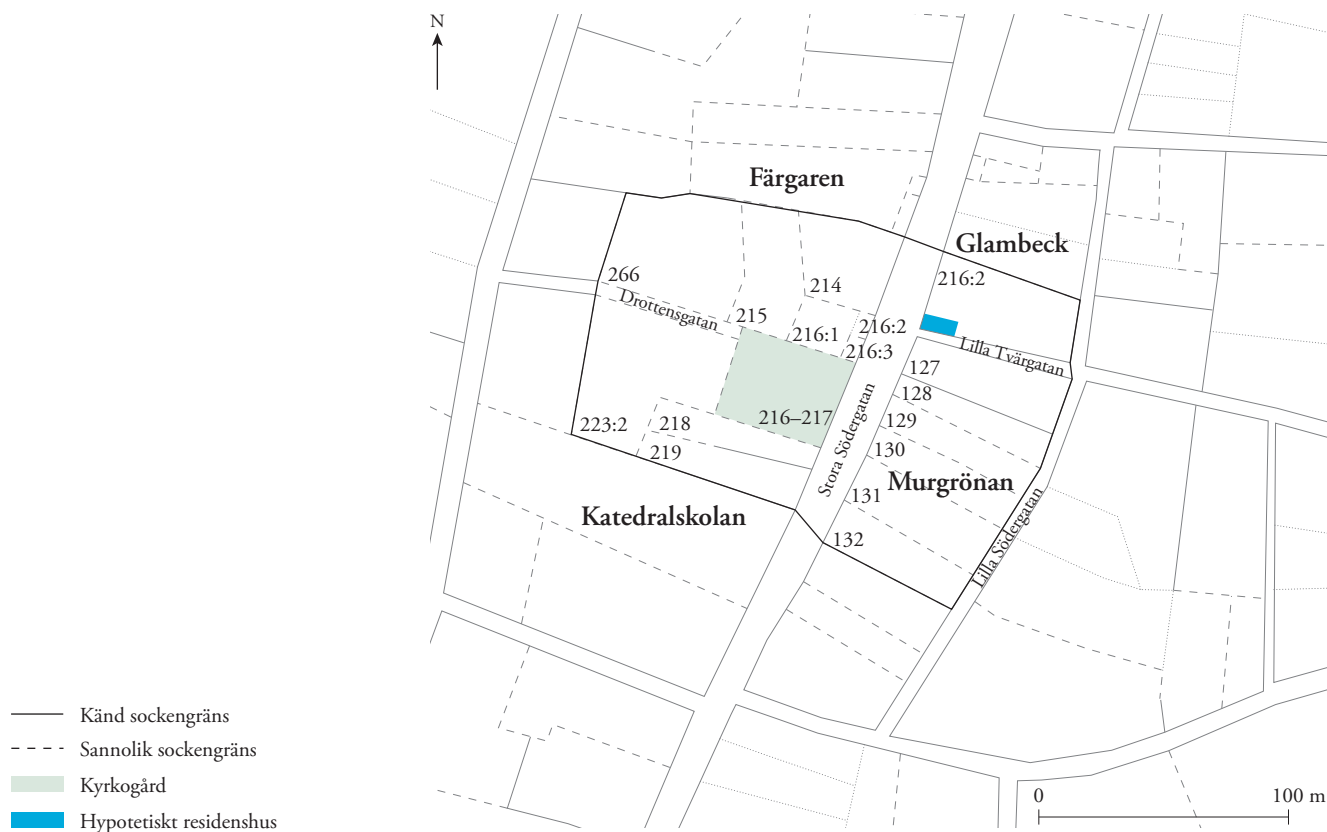 N
Färgaren
Glambeck
266
214
216:2
Drottensgatan
215
216:1
216:2
216:3
Lilla Tvärgatan
127
128
223:2
218
216–217
129
219
130
Stora Södergatan
Murgrönan
131
Katedralskolan
132
Lilla Södergatan
Känd sockengräns
Sannolik sockengräns
Kyrkogård
Hypotetiskt residenshus
0
100 m